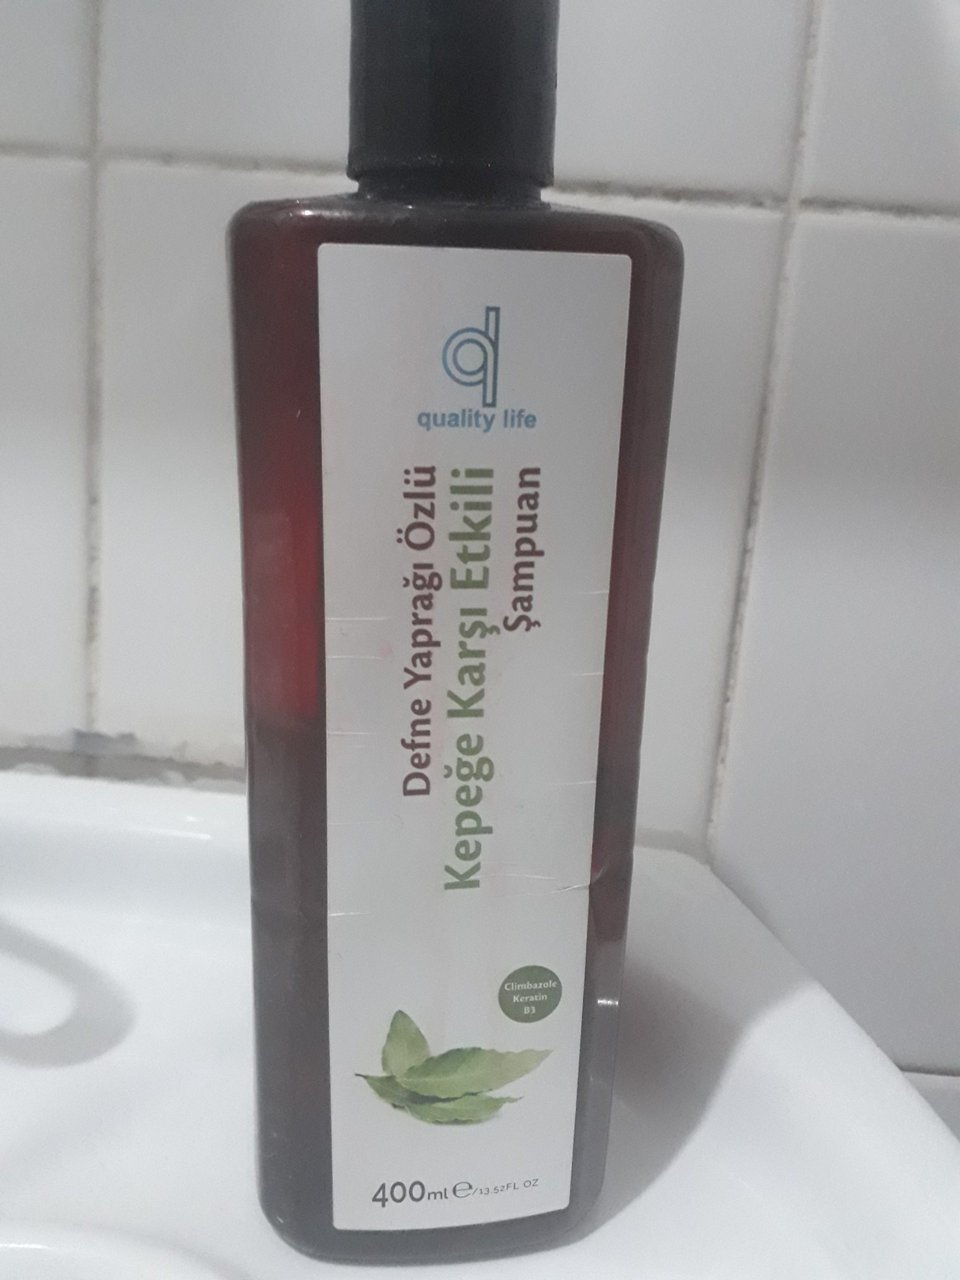 quality life
Defne Yaprağı Özlü
Kepeğe Karşı Etkili
Şampuan
Climbazole
Keratin
B3
400ml ℮/13.52FL OZ